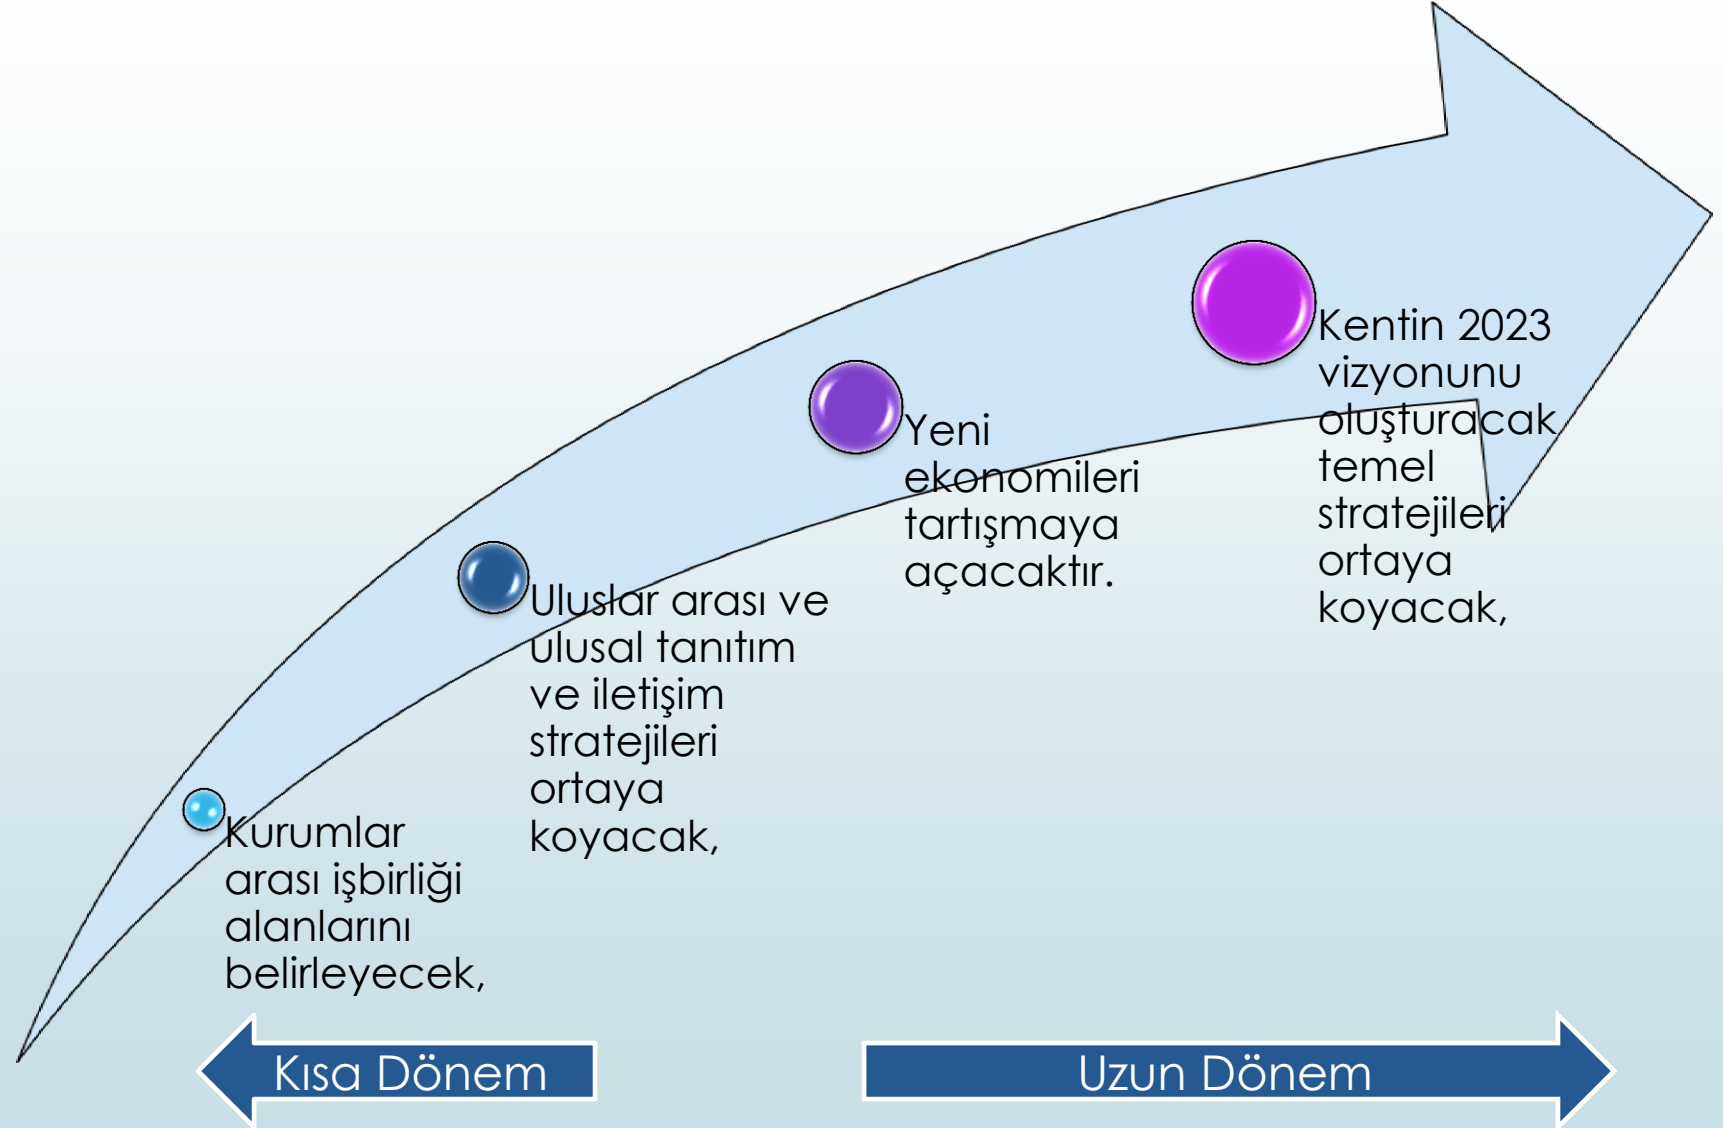 Kurumlar
arası işbirliği
alanlarını
belirleyecek,
Uluslar arası ve
ulusal tanıtım
ve iletişim
stratejileri
ortaya
koyacak,
Yeni
ekonomileri
tartışmaya
açacaktır.
Kentin 2023
vizyonunu
oluşturacak
temel
stratejileri
ortaya
koyacak,
Kısa Dönem
Uzun Dönem